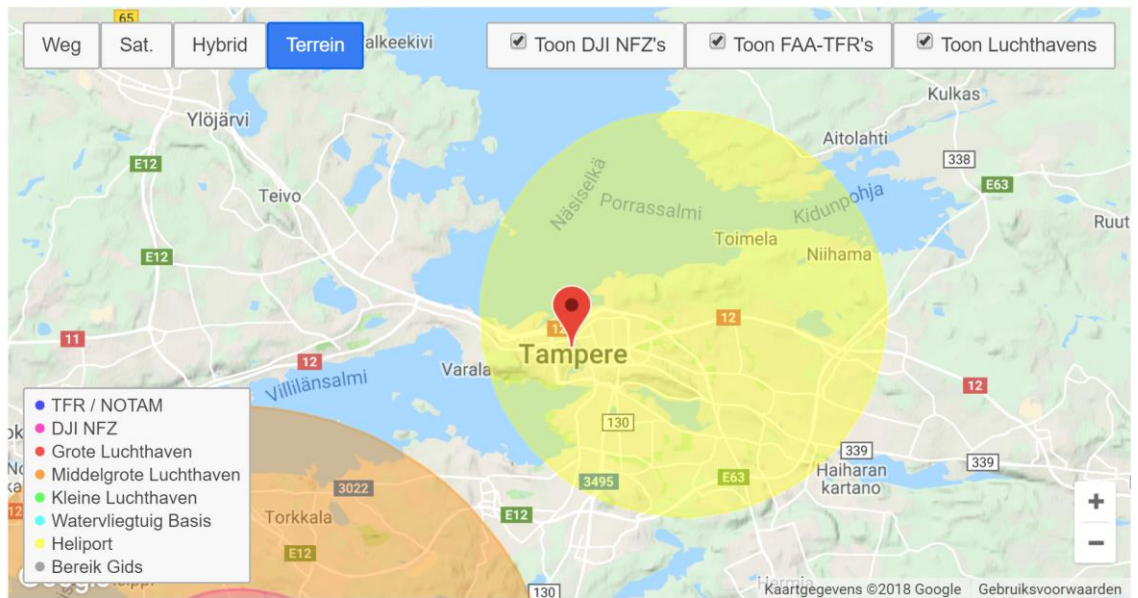 65
Weg
Sat.
Hybrid
Terrein
alkeekivi
Toon DJI NFZ's
Toon FAA-TFR's
Toon Luchthavens
Kulkas
Ylöjärvi
Aitolahti
E12
338
Näsiselkä
E63
Teivo
Porrassalmi
Kidunpohja
Ruut
Toimela
Niihama
E12
12
12
11
Tampere
12
Varala
12
Villilänsalmi
TFR / NOTAM
DJI NFZ
Grote Luchthaven
Middelgrote Luchthaven
Kleine Luchthaven
Watervliegtuig Basis
Heliport
Bereik Gids
130
339
339
Haiharan
kartano
3022
3495
E63
12
Torkkala
E12
E12
+
−
Google
130
Hermia
Kaartgegevens ©2018 Google
Gebruiksvoorwaarden